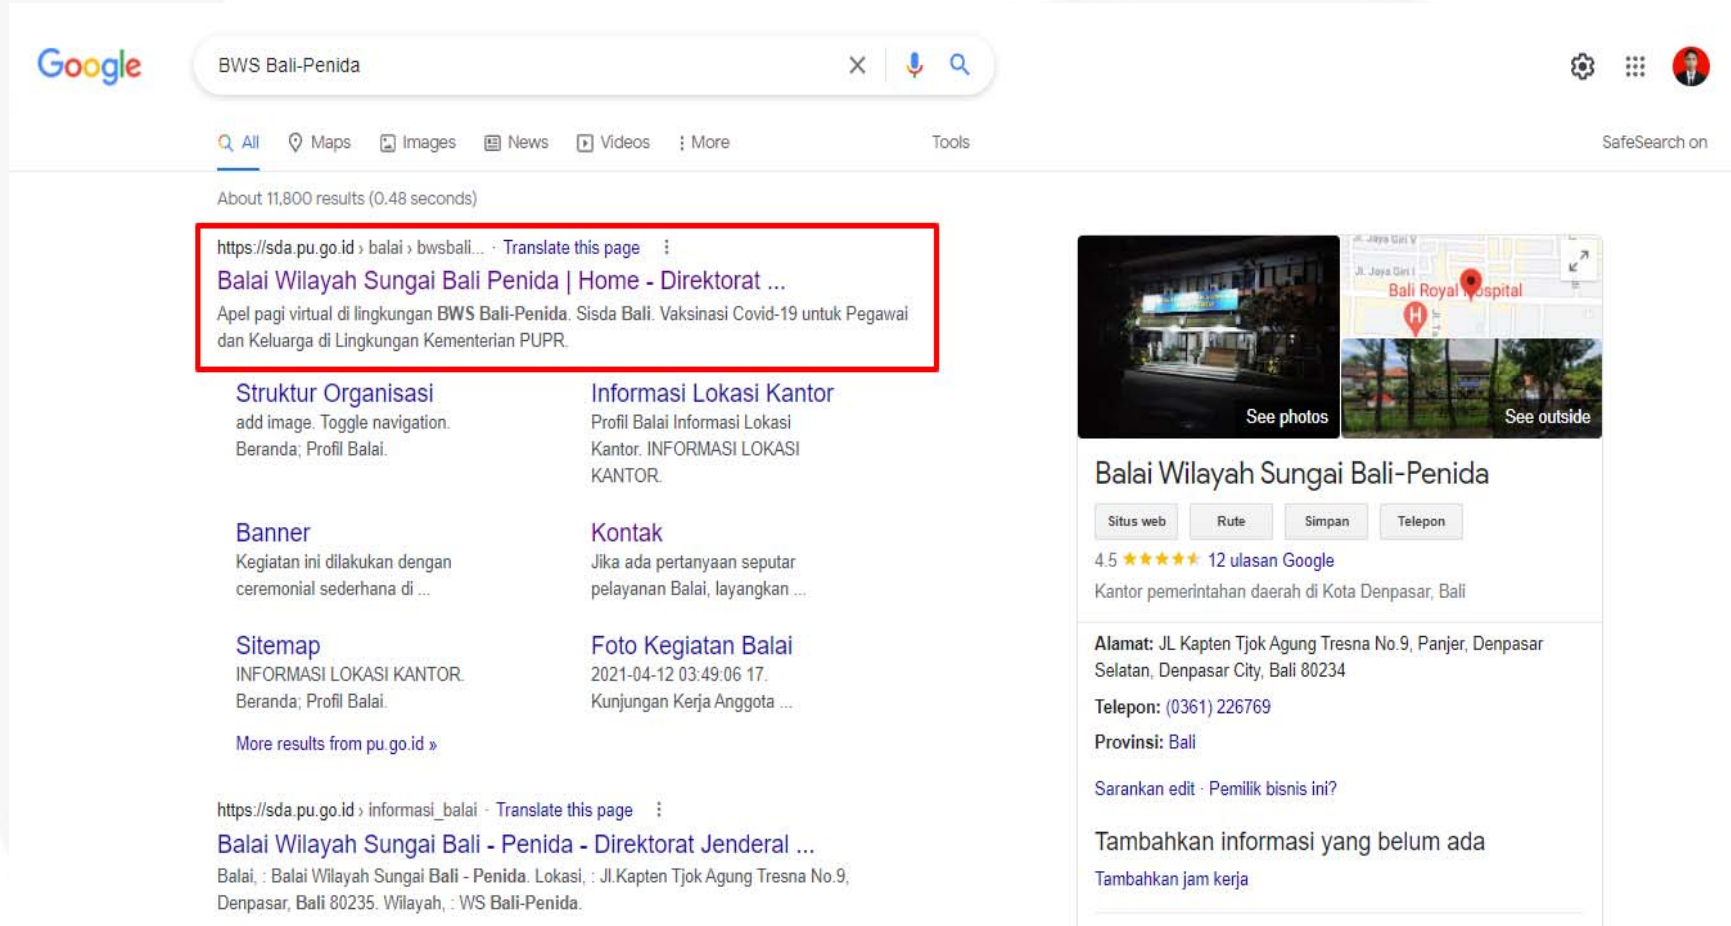 Google
BWS Bali-Penida
All Maps Images News Videos More Tools SafeSearch on
About 11,800 results (0.48 seconds)
https://sda.pu.go.id › balai › bwsbali... · Translate this page
Balai Wilayah Sungai Bali Penida | Home - Direktorat ...
Apel pagi virtual di lingkungan BWS Bali-Penida. Sisda Bali. Vaksinasi Covid-19 untuk Pegawai
dan Keluarga di Lingkungan Kementerian PUPR.
Struktur Organisasi
add image. Toggle navigation.
Beranda; Profil Balai.
Informasi Lokasi Kantor
Profil Balai Informasi Lokasi
Kantor. INFORMASI LOKASI
KANTOR.
Banner
Kegiatan ini dilakukan dengan
ceremonial sederhana di ...
Kontak
Jika ada pertanyaan seputar
pelayanan Balai, layangkan ...
Sitemap
INFORMASI LOKASI KANTOR.
Beranda; Profil Balai.
Foto Kegiatan Balai
2021-04-12 03:49:06 17.
Kunjungan Kerja Anggota ...
More results from pu.go.id »
https://sda.pu.go.id › informasi_balai · Translate this page
Balai Wilayah Sungai Bali - Penida - Direktorat Jenderal ...
Balai, : Balai Wilayah Sungai Bali - Penida. Lokasi, : Jl.Kapten Tjok Agung Tresna No.9,
Denpasar, Bali 80235. Wilayah, : WS Bali-Penida.
Jl. Jaya Giri V
Jl. Jaya Giri I
Bali Royal Hospital
H
See photos
See outside
Balai Wilayah Sungai Bali-Penida
Situs web Rute Simpan Telepon
4.5 12 ulasan Google
Kantor pemerintahan daerah di Kota Denpasar, Bali
Alamat: JL Kapten Tjok Agung Tresna No.9, Panjer, Denpasar
Selatan, Denpasar City, Bali 80234
Telepon: (0361) 226769
Provinsi: Bali
Sarankan edit · Pemilik bisnis ini?
Tambahkan informasi yang belum ada
Tambahkan jam kerja